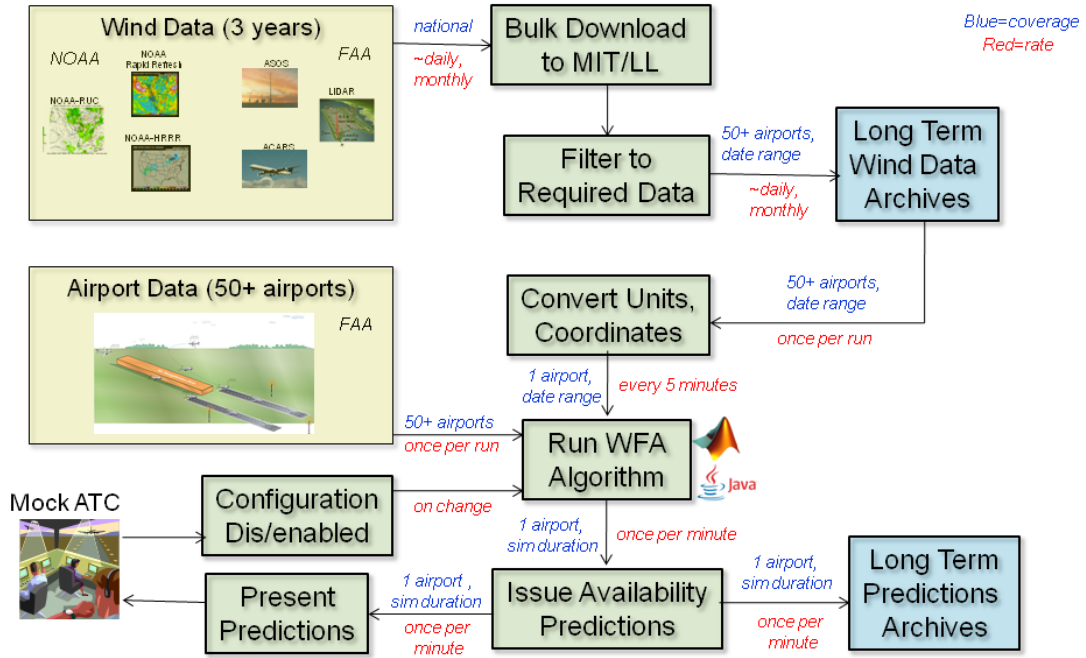 Wind Data (3 years)
NOAA
NOAA
Rapid Refresh
NOAA-RUC
NOAA-HRRR
ASOS
FAA
LIDAR
ACARS
national
~daily,
monthly
Bulk Download
to MIT/LL
Blue=coverage
Red=rate
Filter to
Required Data
50+ airports,
date range
~daily,
monthly
Long Term
Wind Data
Archives
Airport Data (50+ airports)
FAA
Convert Units,
Coordinates
50+ airports,
date range
once per run
1 airport,
date range
every 5 minutes
50+ airports
once per run
Run WFA
Algorithm
Java
Mock ATC
Configuration
Dis/enabled
on change
1 airport,
sim duration
once per minute
Present
Predictions
1 airport ,
sim duration
once per
minute
Issue Availability
Predictions
1 airport,
sim duration
once per
minute
Long Term
Predictions
Archives